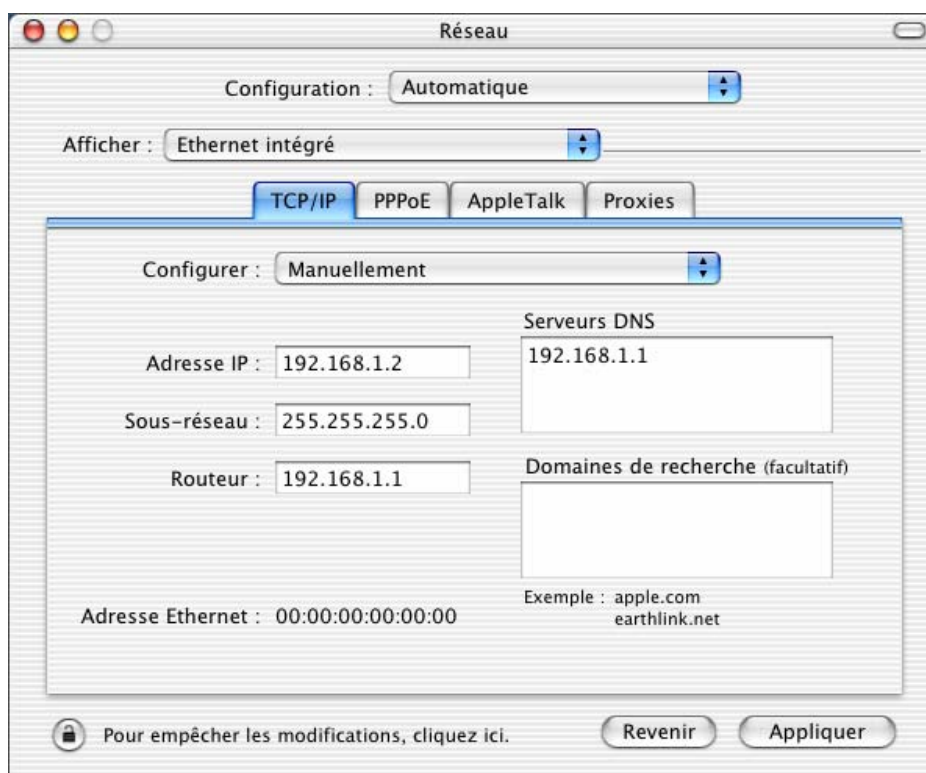 Réseau
Configuration : Automatique
Afficher : Ethernet intégré
TCP/IP PPPoE AppleTalk Proxies
Configurer : Manuellement
Serveurs DNS
192.168.1.1
Adresse IP : 192.168.1.2
Sous-réseau : 255.255.255.0
Routeur : 192.168.1.1
Domaines de recherche (facultatif)
Exemple : apple.com
earthlink.net
Adresse Ethernet : 00:00:00:00:00:00
Pour empêcher les modifications, cliquez ici.
Revenir
Appliquer